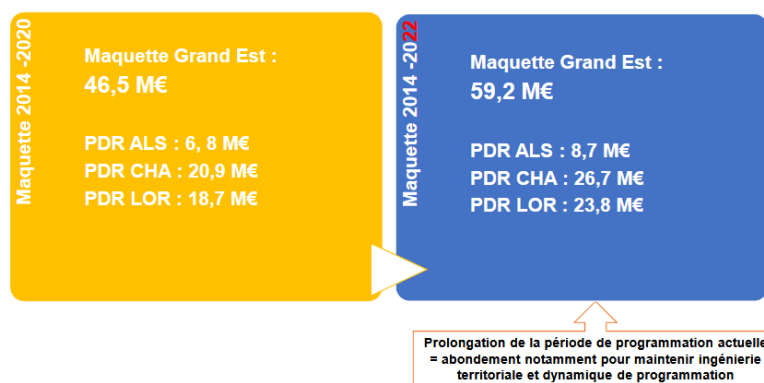 Maquette 2014 -2020
Maquette Grand Est :
46,5 M€
PDR ALS : 6, 8 M€
PDR CHA : 20,9 M€
PDR LOR : 18,7 M€
Maquette 2014 -2022
Maquette Grand Est :
59,2 M€
PDR ALS : 8,7 M€
PDR CHA : 26,7 M€
PDR LOR : 23,8 M€
Prolongation de la période de programmation actuelle
= abondement notamment pour maintenir ingénierie
territoriale et dynamique de programmation